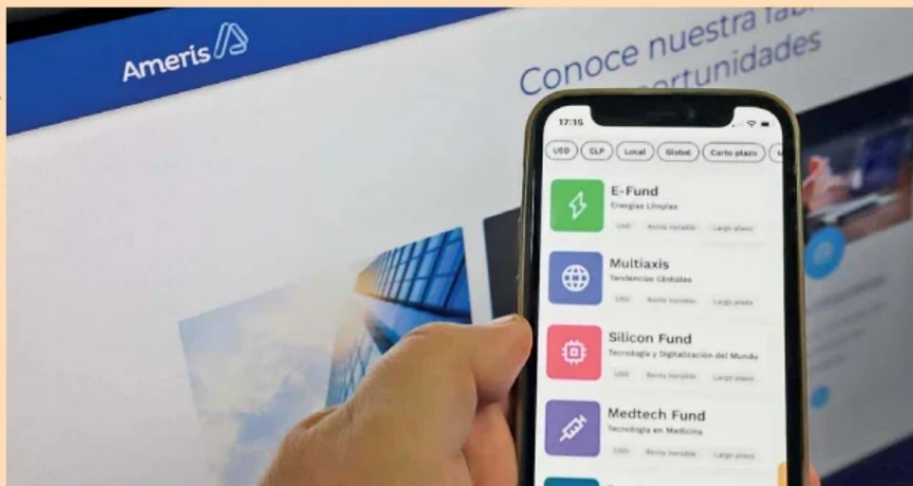 Ameris
Conoce nuestra
ortunidades
17:15
USD CLP Local Global Corto plazo
E-Fund
Energías Limpias
USD Renta Variable Largo plazo
Multiaxis
Tendencias Globales
USD Renta Variable Largo plazo
Silicon Fund
Tecnología y Digitalización del Mundo
USD Renta Variable Largo plazo
Medtech Fund
Tecnología en Medicina
USD Renta Variable Largo plazo